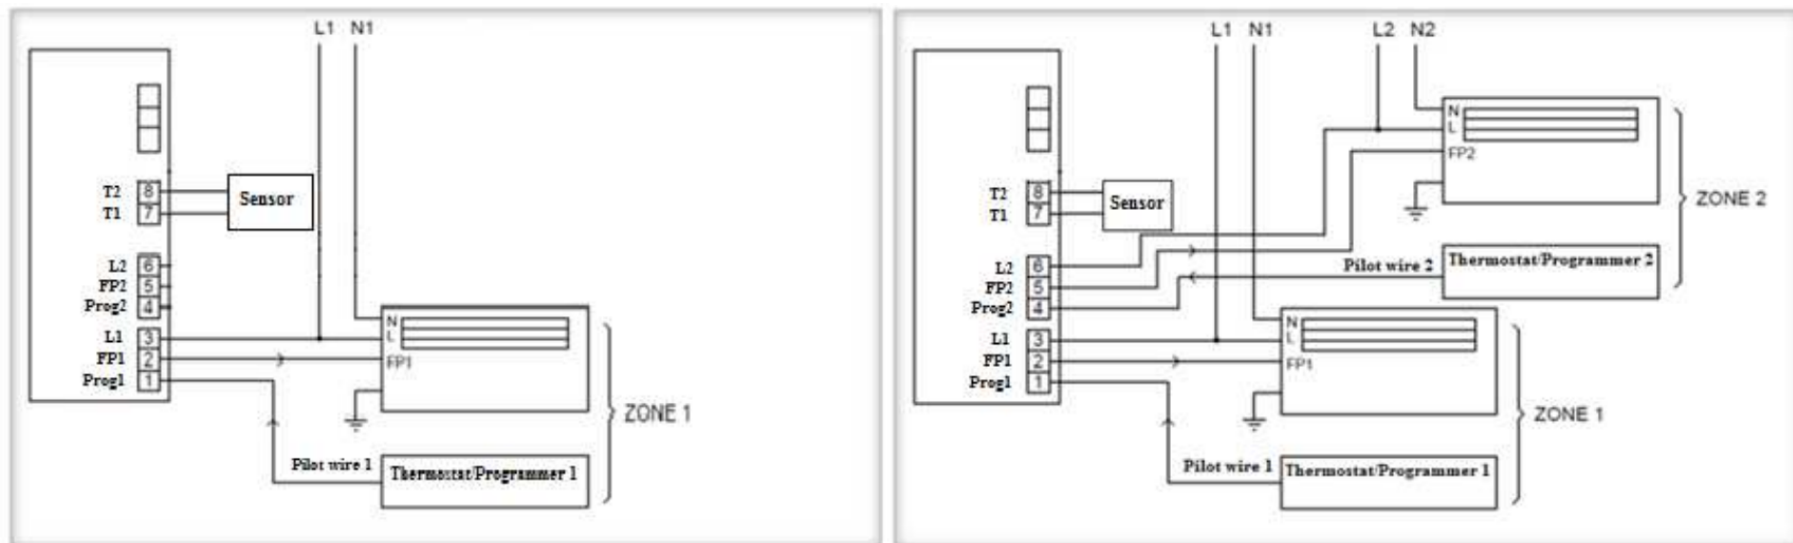 L1 N1
T2 8
T1 7
Sensor
L2 6
FP2 5
Prog2 4
L1 3
FP1 2
Prog1 1
N
L
FP1
ZONE 1
Pilot wire 1
Thermostat/Programmer 1
L1 N1 L2 N2
N
L
FP2
ZONE 2
T2 8
T1 7
Sensor
L2 6
FP2 5
Prog2 4
Pilot wire 2
Thermostat/Programmer 2
L1 3
FP1 2
Prog1 1
N
L
FP1
ZONE 1
Pilot wire 1
Thermostat/Programmer 1